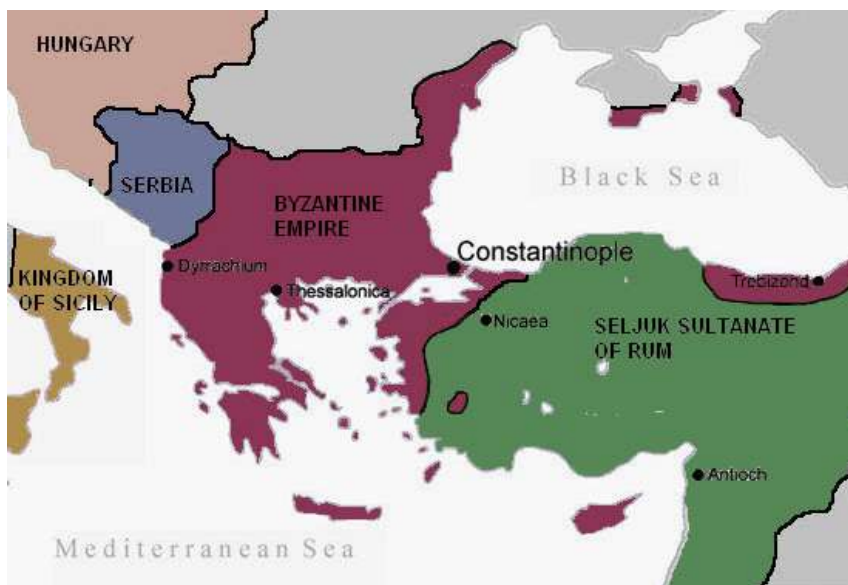 HUNGARY
SERBIA
BYZANTINE
EMPIRE
Black Sea
Constantinople
KINGDOM
OF SICILY
Dyrrachium
Thessalonica
Trebizond
Nicaea
SELJUK SULTANATE
OF RUM
Antioch
Mediterranean Sea